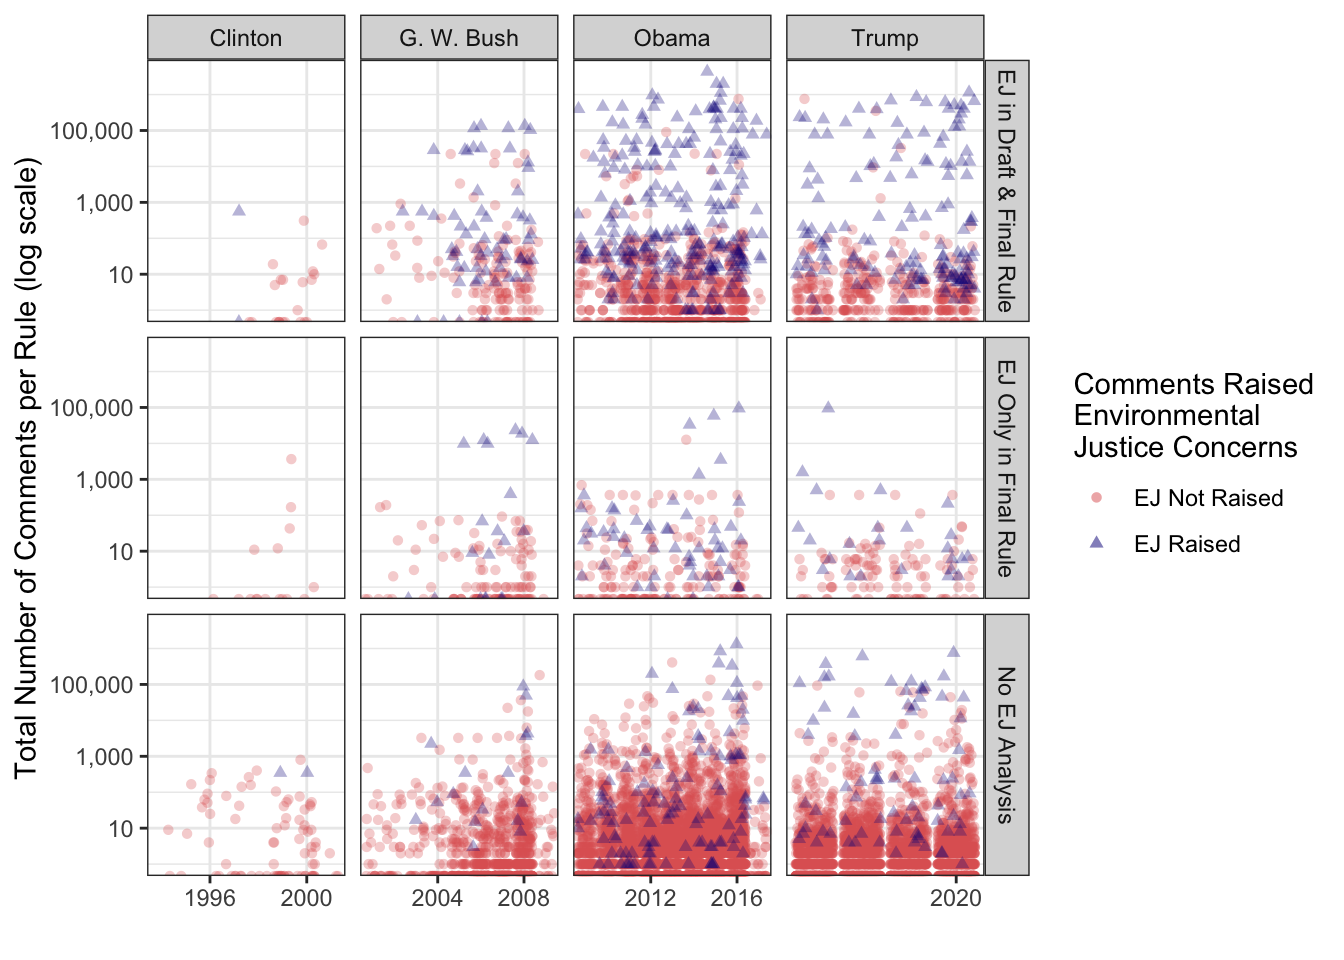 Clinton
G. W. Bush
Obama
Trump
Total Number of Comments per Rule (log scale)
100,000
1,000
10
EJ in Draft & Final Rule
100,000
1,000
10
EJ Only in Final Rule
100,000
1,000
10
No EJ Analysis
1996
2000
2004
2008
2012
2016
2020
Comments Raised
Environmental
Justice Concerns
EJ Not Raised
EJ Raised